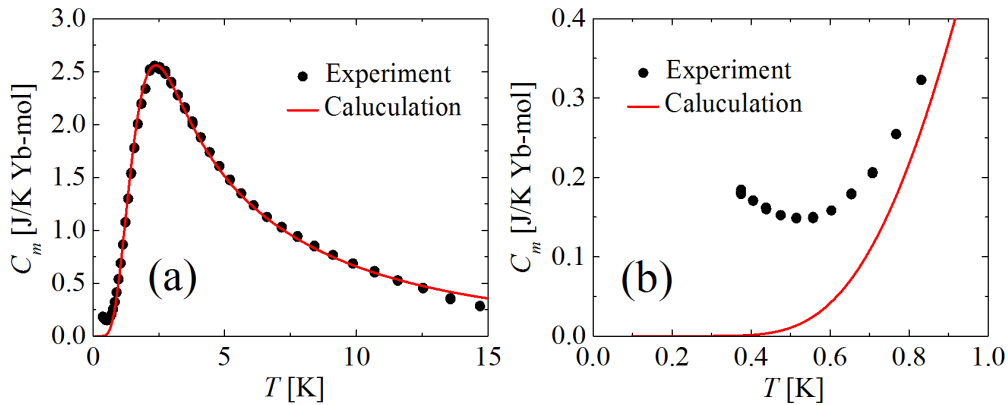 3.0
2.5
2.0
1.5
1.0
0.5
0.0
C_m [J/K Yb-mol]
Experiment
Caluculation
(a)
0 5 10 15
T [K]
0.4
0.3
0.2
0.1
0.0
C_m [J/K Yb-mol]
Experiment
Calculation
(b)
0.0 0.2 0.4 0.6 0.8 1.0
T [K]